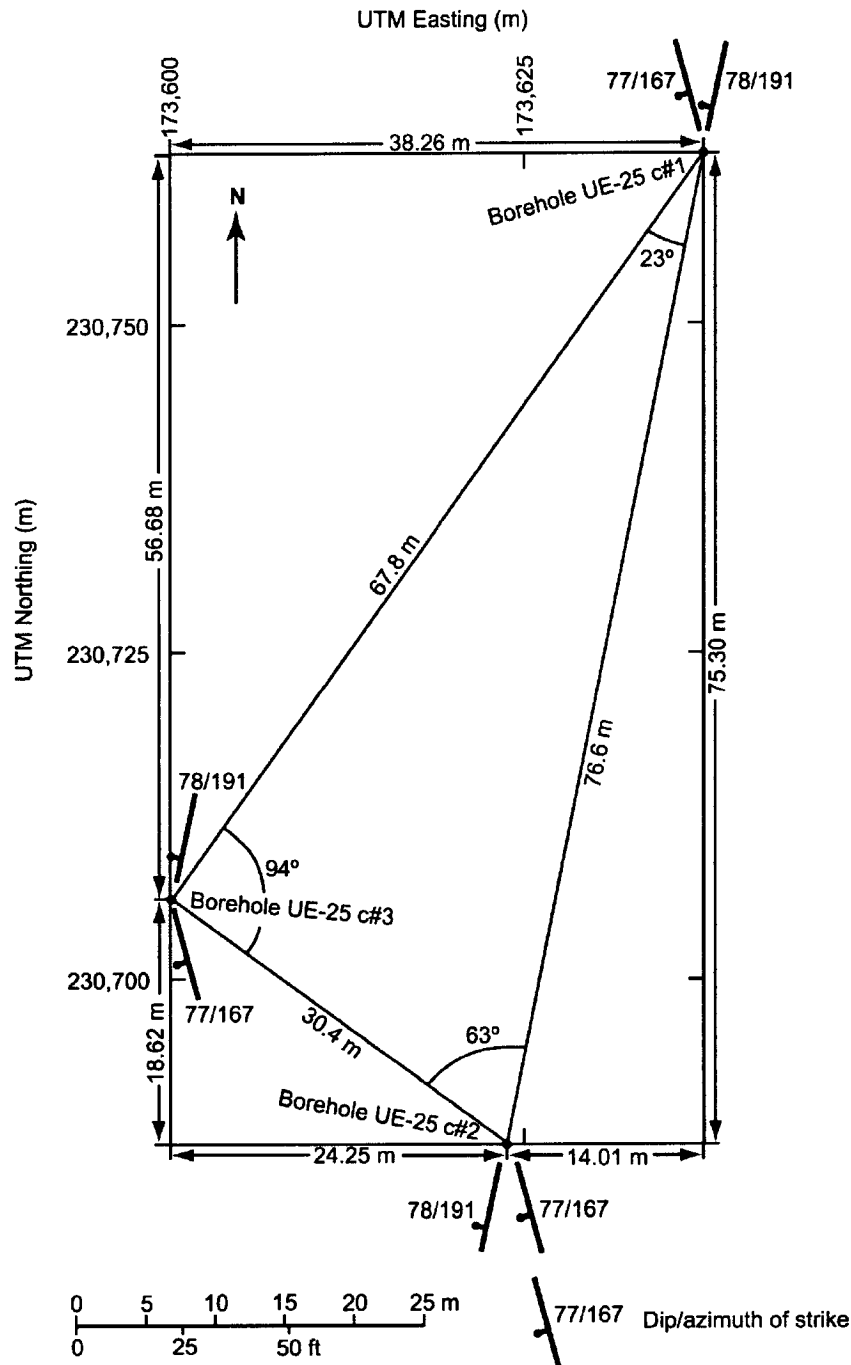 UTM Easting (m)
173,600
173,625
77/167
78/191
38.26 m
Borehole UE-25 c#1
N
23º
230,750
56.68 m
UTM Northing (m)
67.8 m
230,725
75.30 m
76.6 m
78/191
94º
Borehole UE-25 c#3
230,700
77/167
18.62 m
30.4 m
63º
Borehole UE-25 c#2
24.25 m
14.01 m
78/191
77/167
0 5 10 15 20 25 m
0 25 50 ft
77/167 Dip/azimuth of strike